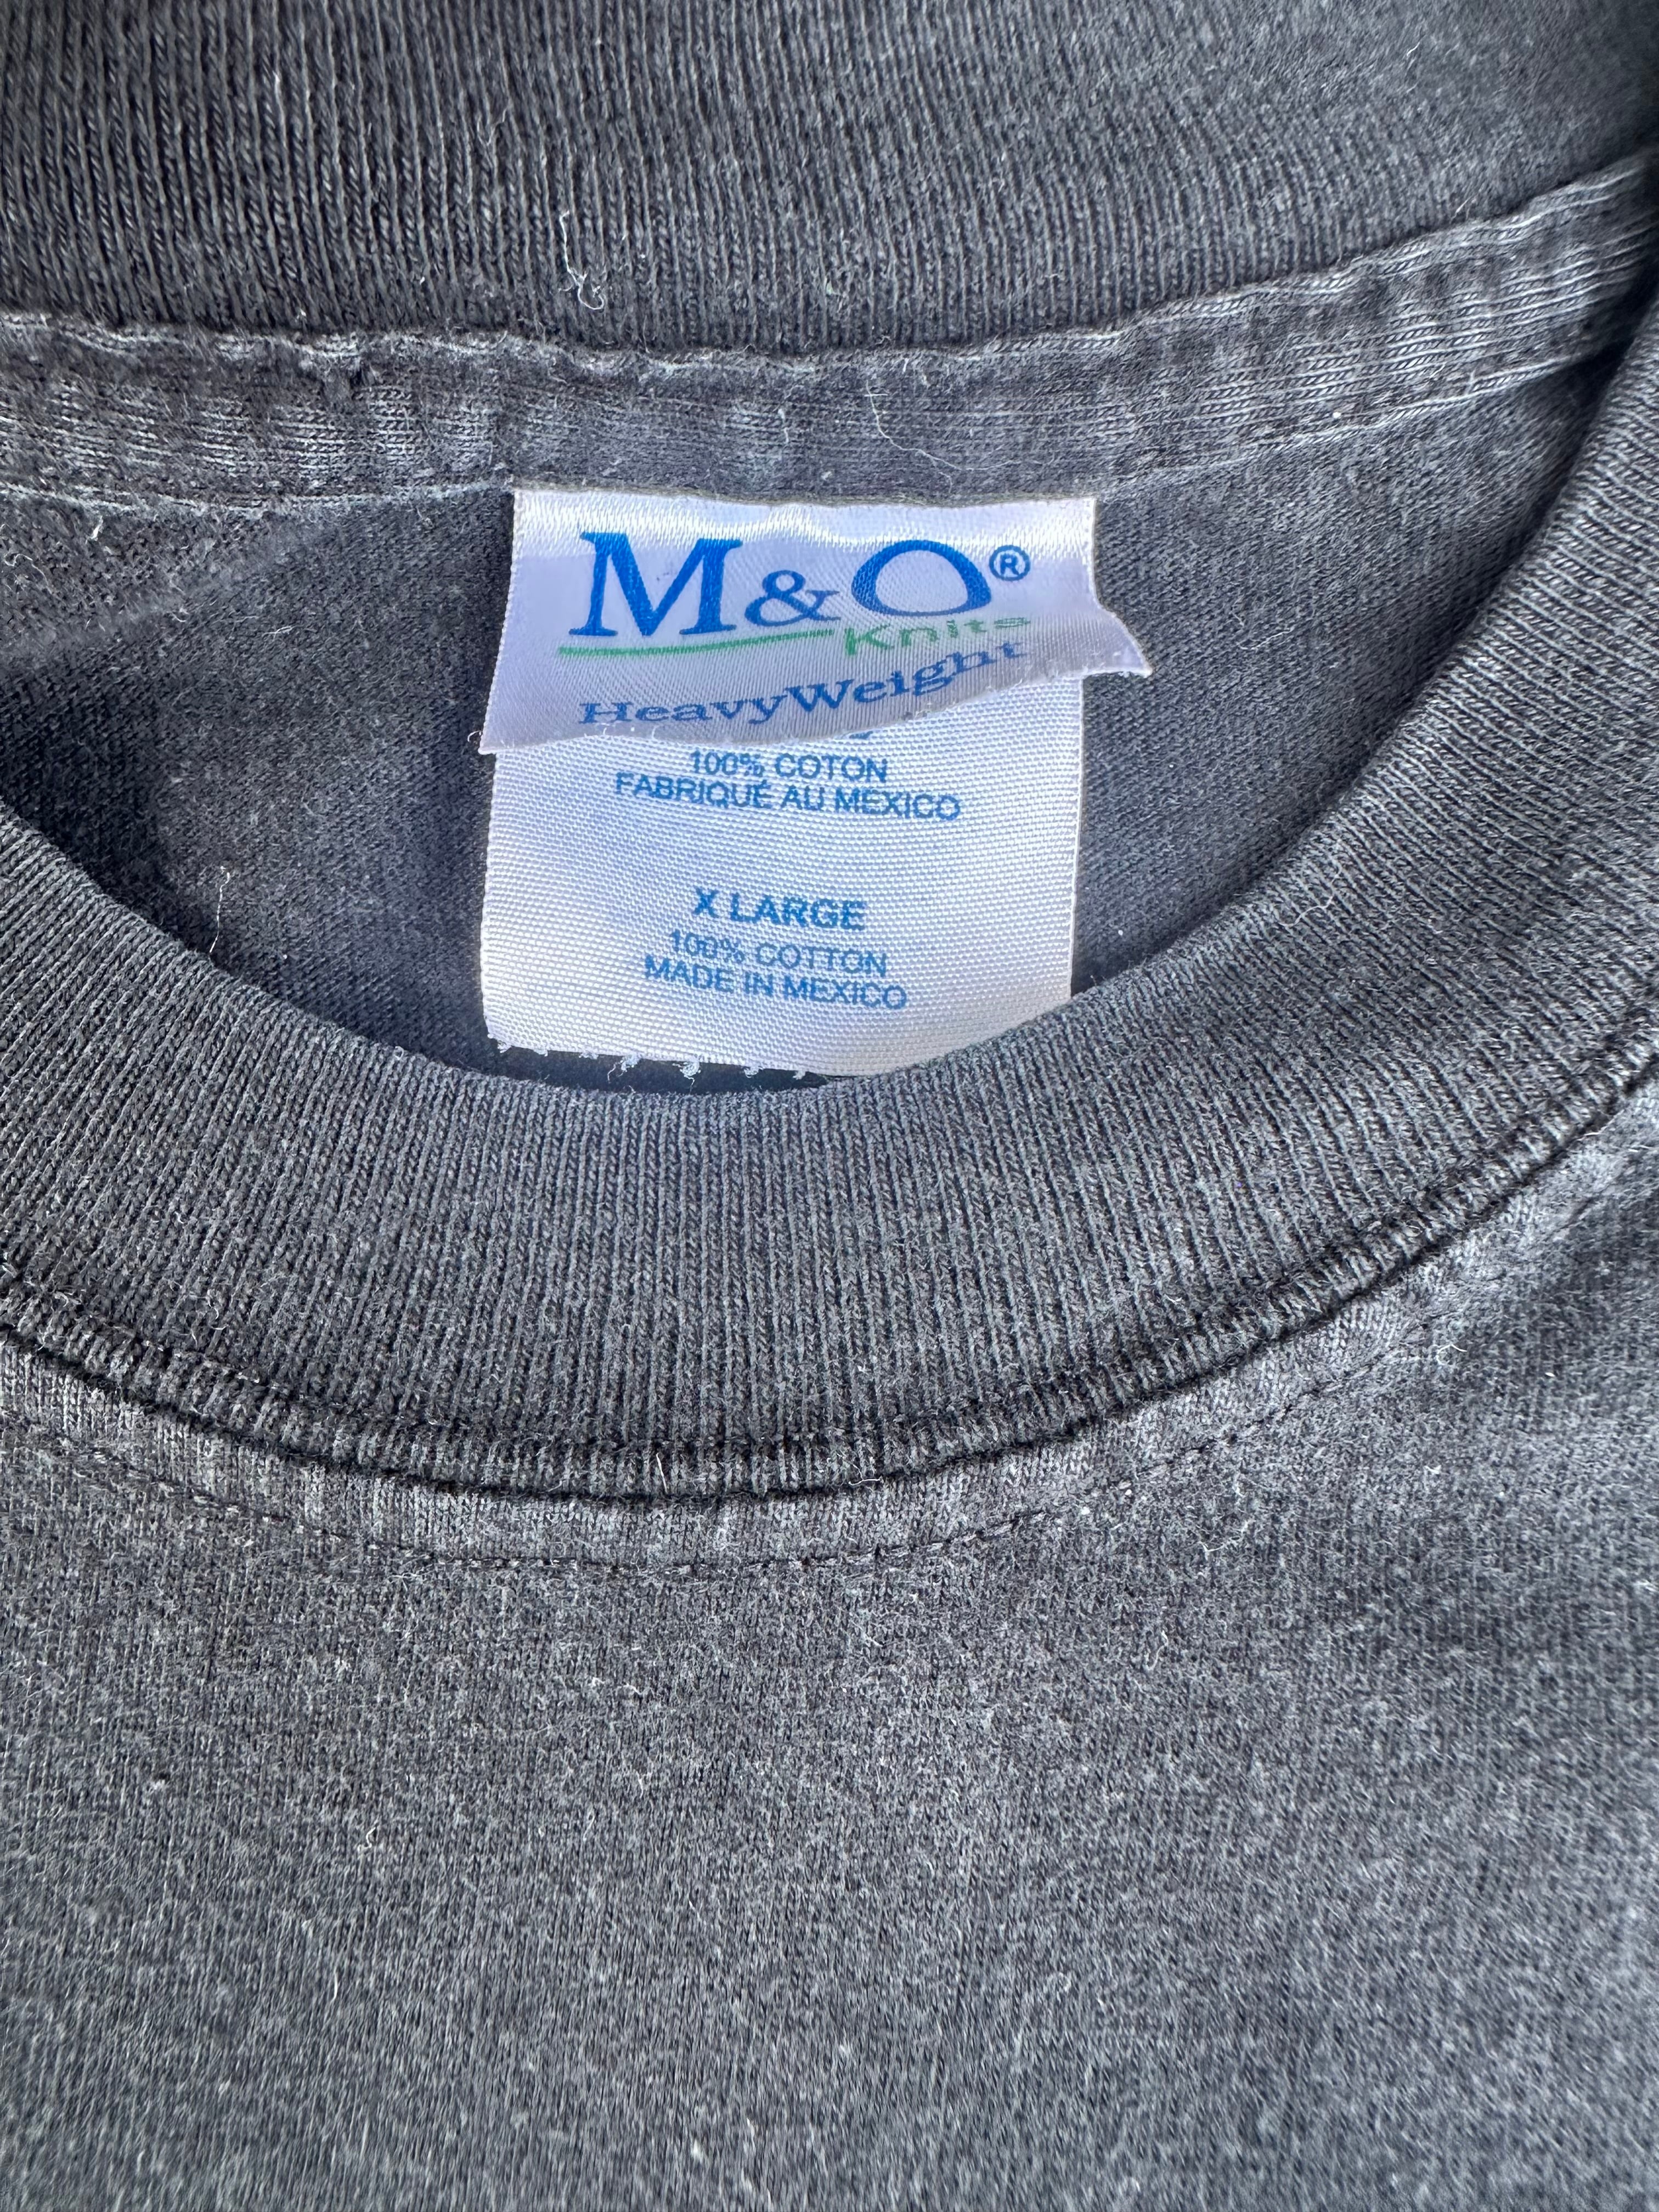 M&O®
Knits
HeavyWeight
100% COTON
FABRIQUÉ AU MEXICO
X LARGE
100% COTTON
MADE IN MEXICO